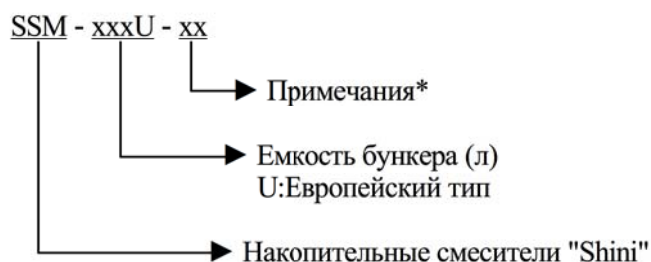 SSM - xxxU - xx
Примечания*
Емкость бункера (л)
U:Европейский тип
Накопительные смесители "Shini"